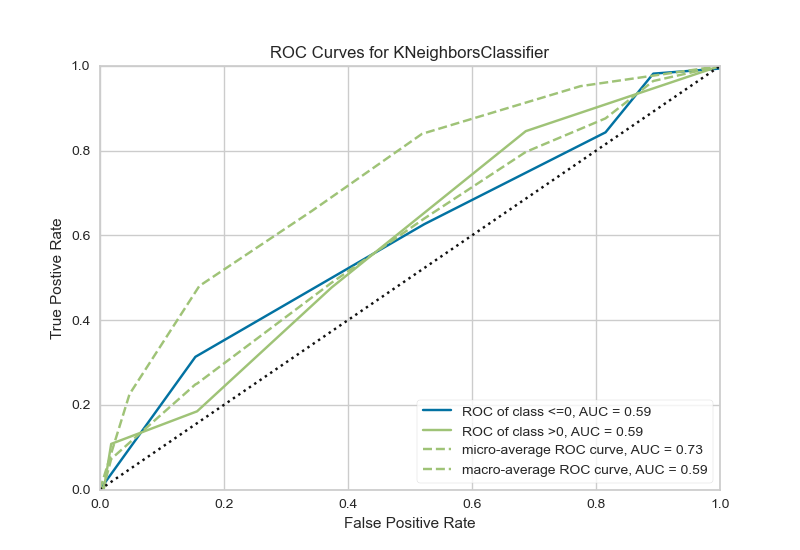 ROC Curves for KNeighborsClassifier
1.0
0.8
0.6
0.4
0.2
0.0
True Postive Rate
ROC of class <=0, AUC = 0.59
ROC of class >0, AUC = 0.59
micro-average ROC curve, AUC = 0.73
macro-average ROC curve, AUC = 0.59
0.0 0.2 0.4 0.6 0.8 1.0
False Positive Rate